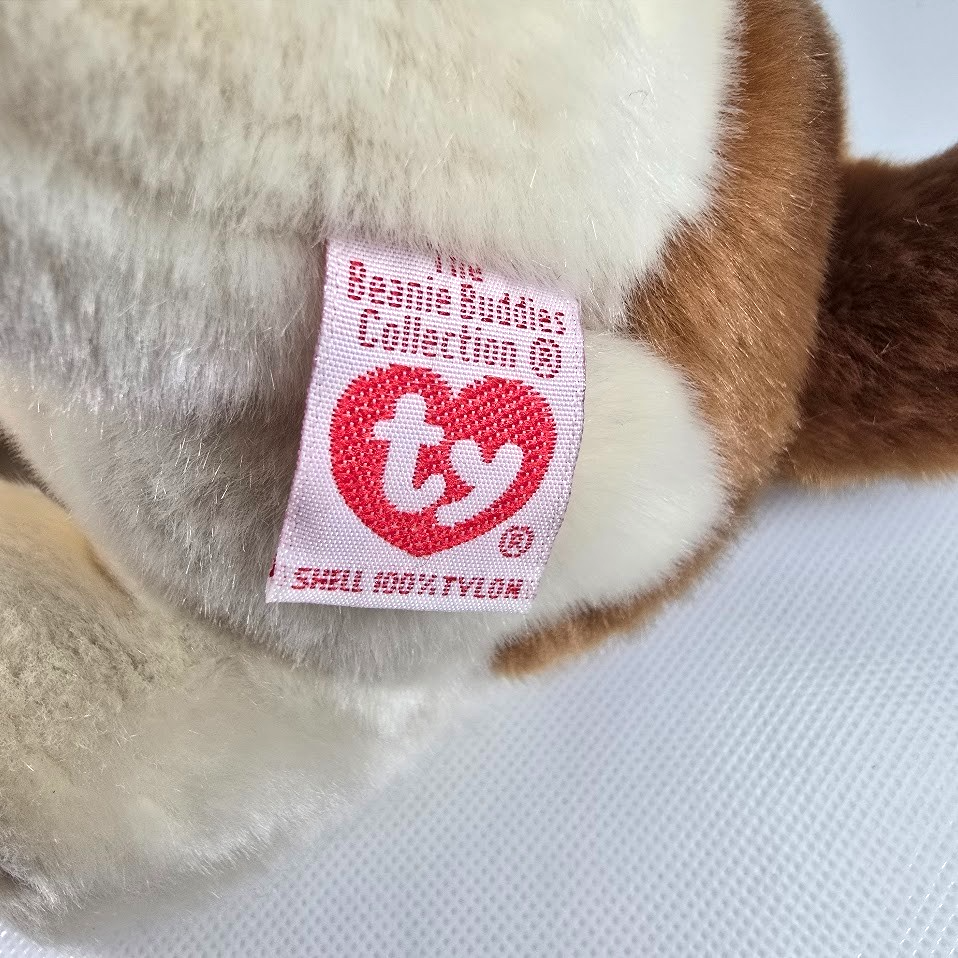 The
Beanie Buddies
Collection ®
ty
®
SHELL 100% TYLON